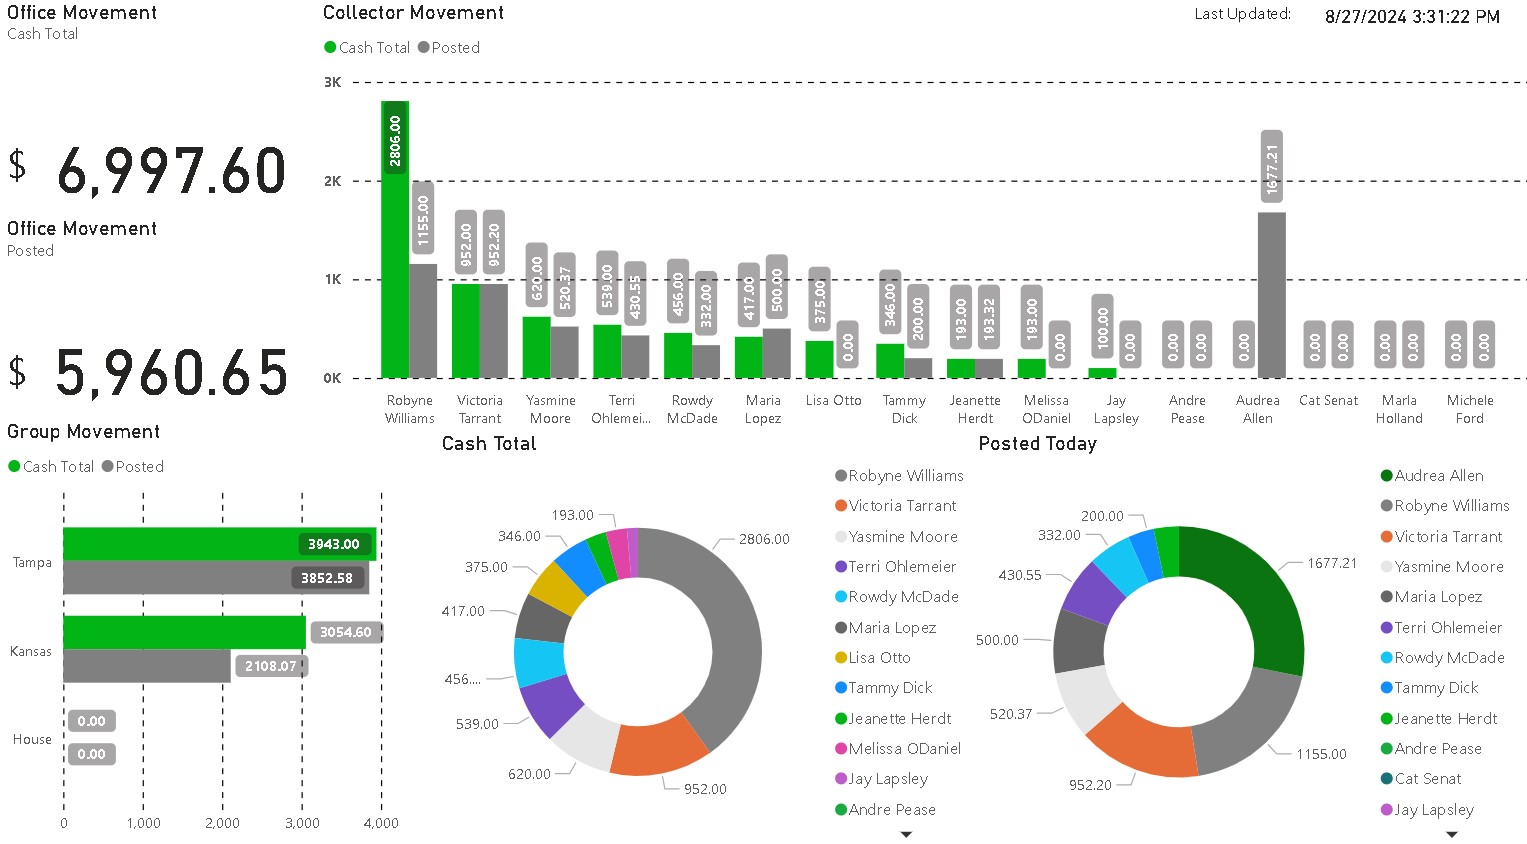 Office Movement
Cash Total
$ 6,997.60
Office Movement
Posted
$ 5,960.65
Collector Movement
Last Updated: 8/27/2024 3:31:22 PM
Cash Total Posted
3K
2K
1K
0K
2806.00
1155.00
952.00
952.20
620.00
520.37
539.00
430.55
456.00
332.00
417.00
500.00
375.00
0.00
346.00
200.00
193.00
193.32
193.00
0.00
100.00
0.00
0.00
0.00
0.00
1677.21
0.00
0.00
0.00
0.00
0.00
0.00
Robyne
Williams
Victoria
Tarrant
Yasmine
Moore
Terri
Ohlemei...
Rowdy
McDade
Maria
Lopez
Lisa Otto
Tammy
Dick
Jeanette
Herdt
Melissa
ODaniel
Jay
Lapsley
Andre
Pease
Audrea
Allen
Cat Senat
Marla
Holland
Michele
Ford
Group Movement
Cash Total Posted
Tampa
3943.00
3852.58
Kansas
3054.60
2108.07
House
0.00
0.00
0 1,000 2,000 3,000 4,000
Cash Total
2806.00
952.00
620.00
539.00
456....
417.00
375.00
346.00
193.00
Robyne Williams
Victoria Tarrant
Yasmine Moore
Terri Ohlemeier
Rowdy McDade
Maria Lopez
Lisa Otto
Tammy Dick
Jeanette Herdt
Melissa ODaniel
Jay Lapsley
Andre Pease
Posted Today
1677.21
1155.00
952.20
520.37
500.00
430.55
332.00
200.00
Audrea Allen
Robyne Williams
Victoria Tarrant
Yasmine Moore
Maria Lopez
Terri Ohlemeier
Rowdy McDade
Tammy Dick
Jeanette Herdt
Andre Pease
Cat Senat
Jay Lapsley